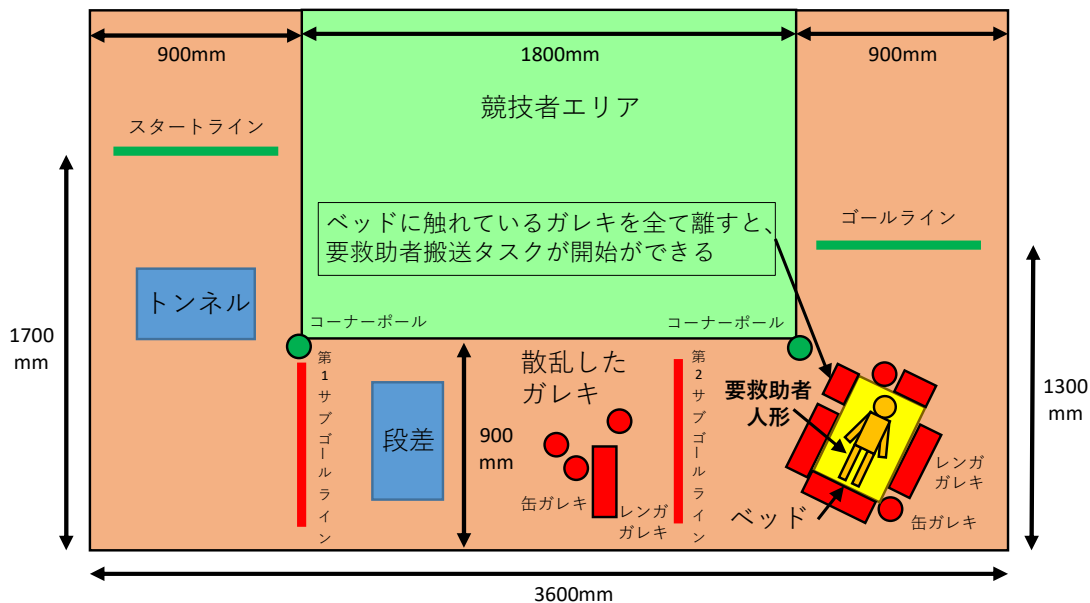 900mm
1800mm
900mm
競技者エリア
スタートライン
ベッドに触れているガレキを全て離すと、
要救助者搬送タスクが開始ができる
ゴールライン
トンネル
コーナーポール
コーナーポール
1700
mm
第1サブゴールライン
散乱した
ガレキ
第2サブゴールライン
要救助者
人形
1300
mm
段差
900
mm
缶ガレキ
レンガ
ガレキ
レンガ
ガレキ
ベッド
缶ガレキ
3600mm